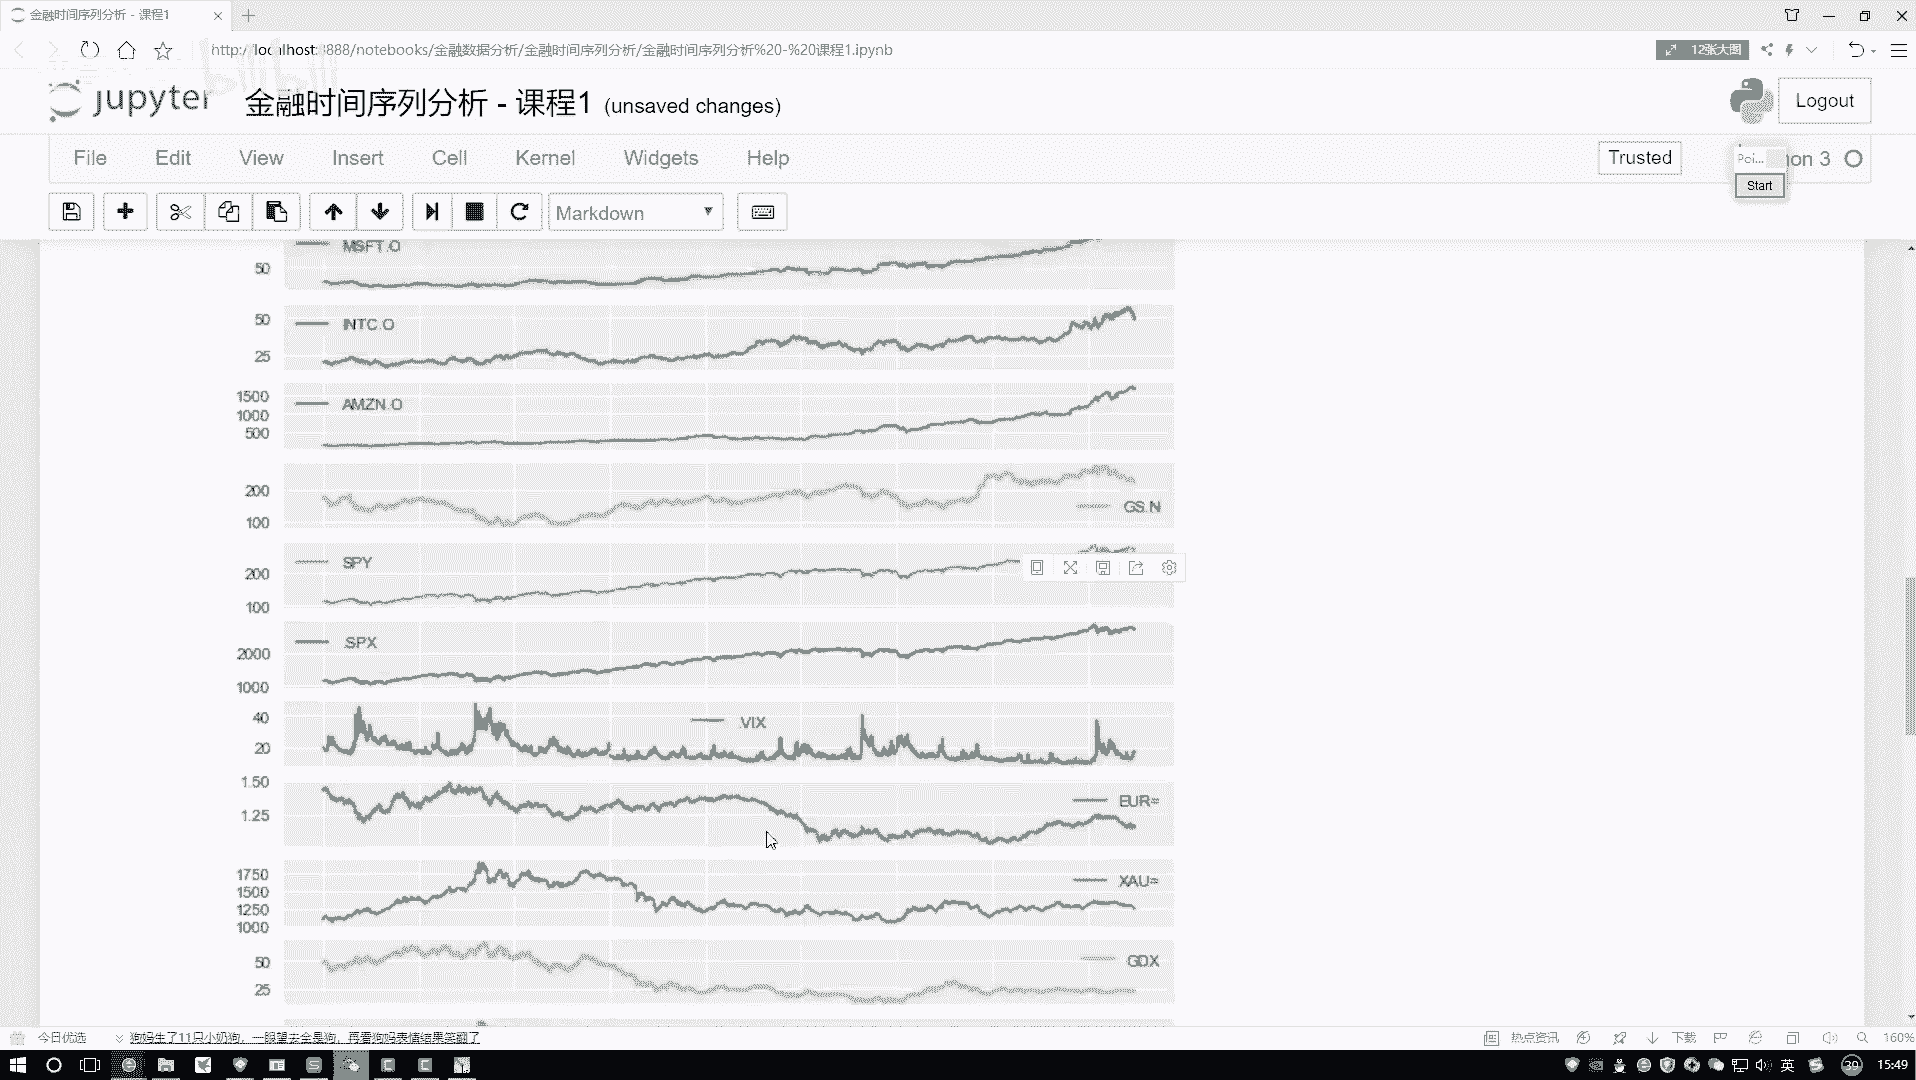 金融时间序列分析 - 课程1
http://localhost:8888/notebooks/金融数据分析/金融时间序列分析/金融时间序列分析%20-%20课程1.ipynb
12张大图
jupyter 金融时间序列分析 - 课程1 (unsaved changes)
Logout
File Edit View Insert Cell Kernel Widgets Help
Trusted
Poi...
hon 3
Start
Markdown
MSFT.O
50
50
INTC.O
25
1500
AMZN.O
1000
500
200
GS.N
100
SPY
200
100
.SPX
2000
1000
40
.VIX
20
1.50
EUR=
1.25
1750
XAU=
1500
1250
1000
50
GDX
25
今日优选
狗妈生了11只小奶狗，一眼望去全是狗，再看狗妈表情结果笑翻了
热点资讯
下载
160%
英
39
15:49